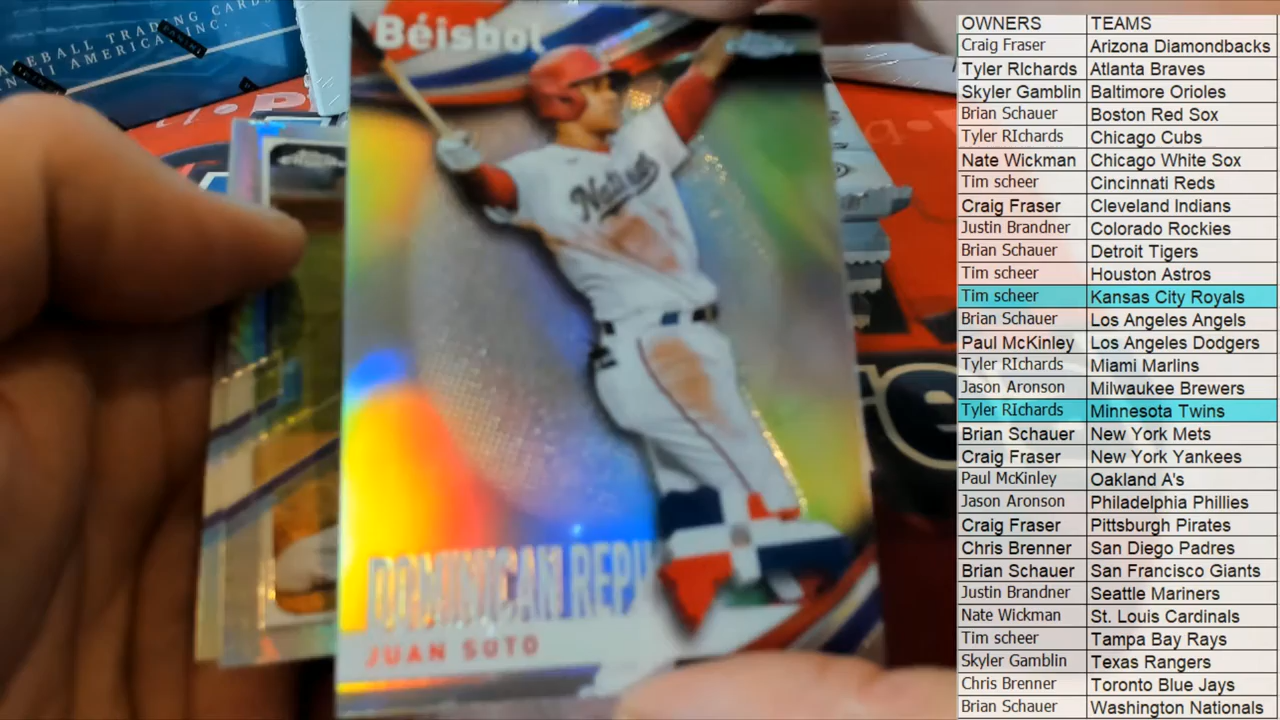 BASEBALL TRADING CARDS
AMERICA INC.
Béisbol
Nationals
DOMINICAN REPU
JUAN SOTO
OWNERS TEAMS
Craig Fraser Arizona Diamondbacks
Tyler RIchards Atlanta Braves
Skyler Gamblin Baltimore Orioles
Brian Schauer Boston Red Sox
Tyler RIchards Chicago Cubs
Nate Wickman Chicago White Sox
Tim scheer Cincinnati Reds
Craig Fraser Cleveland Indians
Justin Brandner Colorado Rockies
Brian Schauer Detroit Tigers
Tim scheer Houston Astros
Tim scheer Kansas City Royals
Brian Schauer Los Angeles Angels
Paul McKinley Los Angeles Dodgers
Tyler RIchards Miami Marlins
Jason Aronson Milwaukee Brewers
Tyler RIchards Minnesota Twins
Brian Schauer New York Mets
Craig Fraser New York Yankees
Paul McKinley Oakland A's
Jason Aronson Philadelphia Phillies
Craig Fraser Pittsburgh Pirates
Chris Brenner San Diego Padres
Brian Schauer San Francisco Giants
Justin Brandner Seattle Mariners
Nate Wickman St. Louis Cardinals
Tim scheer Tampa Bay Rays
Skyler Gamblin Texas Rangers
Chris Brenner Toronto Blue Jays
Brian Schauer Washington Nationals